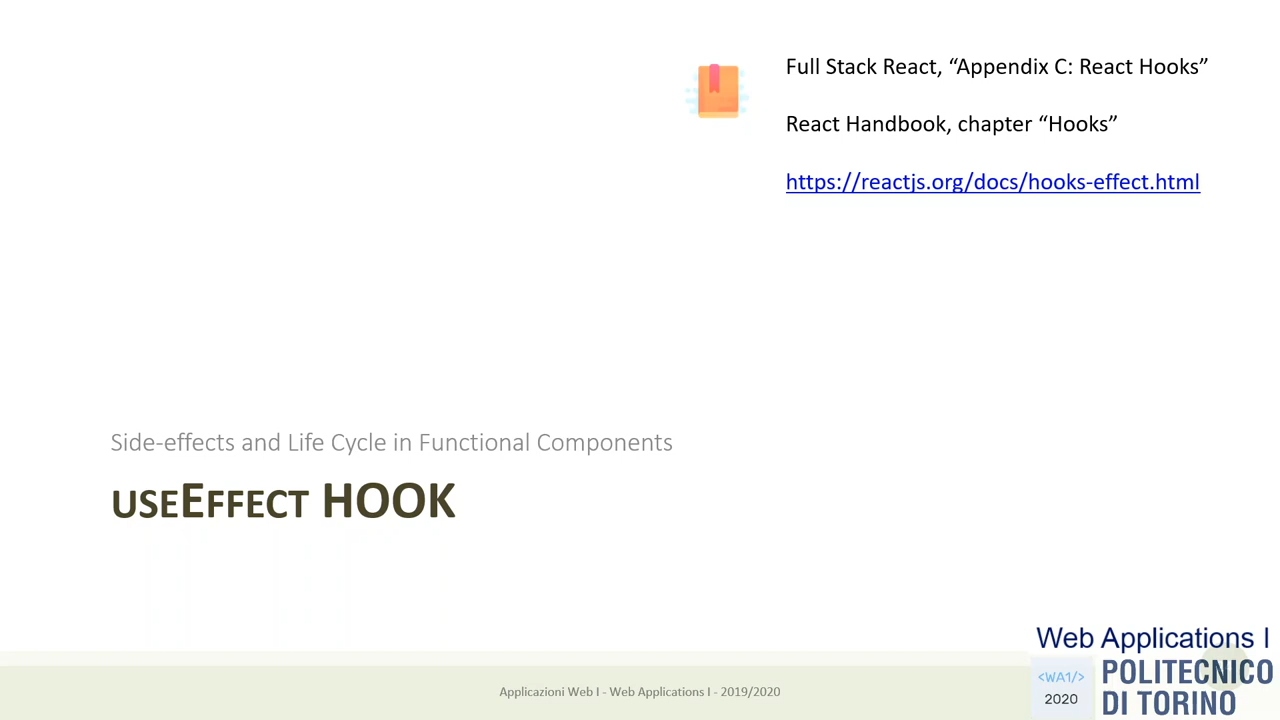 Full Stack React, “Appendix C: React Hooks”
React Handbook, chapter “Hooks”
https://reactjs.org/docs/hooks-effect.html
Side-effects and Life Cycle in Functional Components
useEffect HOOK
Applicazioni Web I - Web Applications I - 2019/2020
Web Applications I
<WA1/>
2020
POLITECNICO
DI TORINO